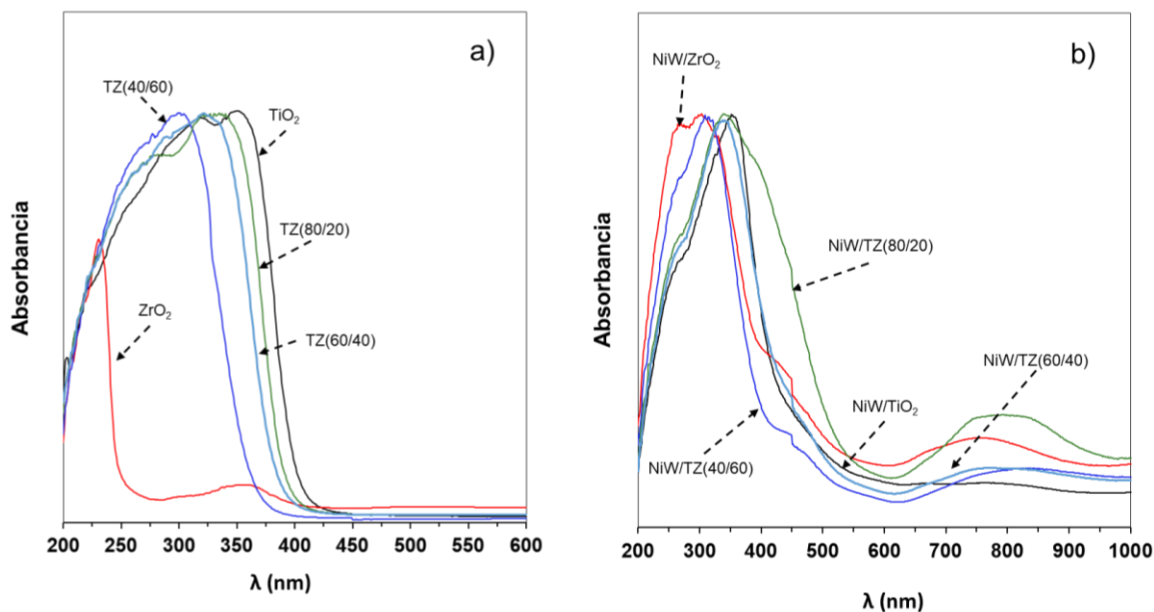 a)
TZ(40/60)
TiO2
TZ(80/20)
ZrO2
TZ(60/40)
Absorbancia
200 250 300 350 400 450 500 550 600
λ (nm)
b)
NiW/ZrO2
NiW/TZ(80/20)
NiW/TZ(60/40)
NiW/TiO2
NiW/TZ(40/60)
Absorbancia
200 300 400 500 600 700 800 900 1000
λ (nm)